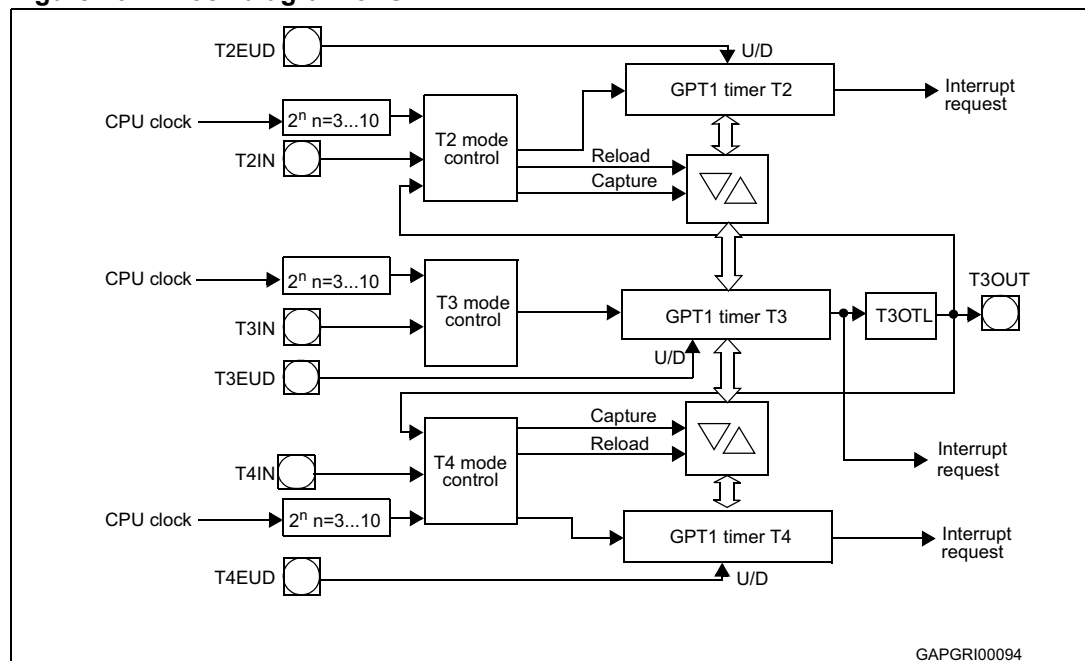 T2EUD
U/D
GPT1 timer T2
Interrupt
request
CPU clock
2ⁿ n=3...10
T2 mode
control
T2IN
Reload
Capture
CPU clock
2ⁿ n=3...10
T3 mode
control
T3OUT
GPT1 timer T3
T3OTL
T3IN
U/D
T3EUD
Capture
Reload
T4 mode
control
T4IN
Interrupt
request
CPU clock
2ⁿ n=3...10
GPT1 timer T4
Interrupt
request
T4EUD
U/D
GAPGRI00094